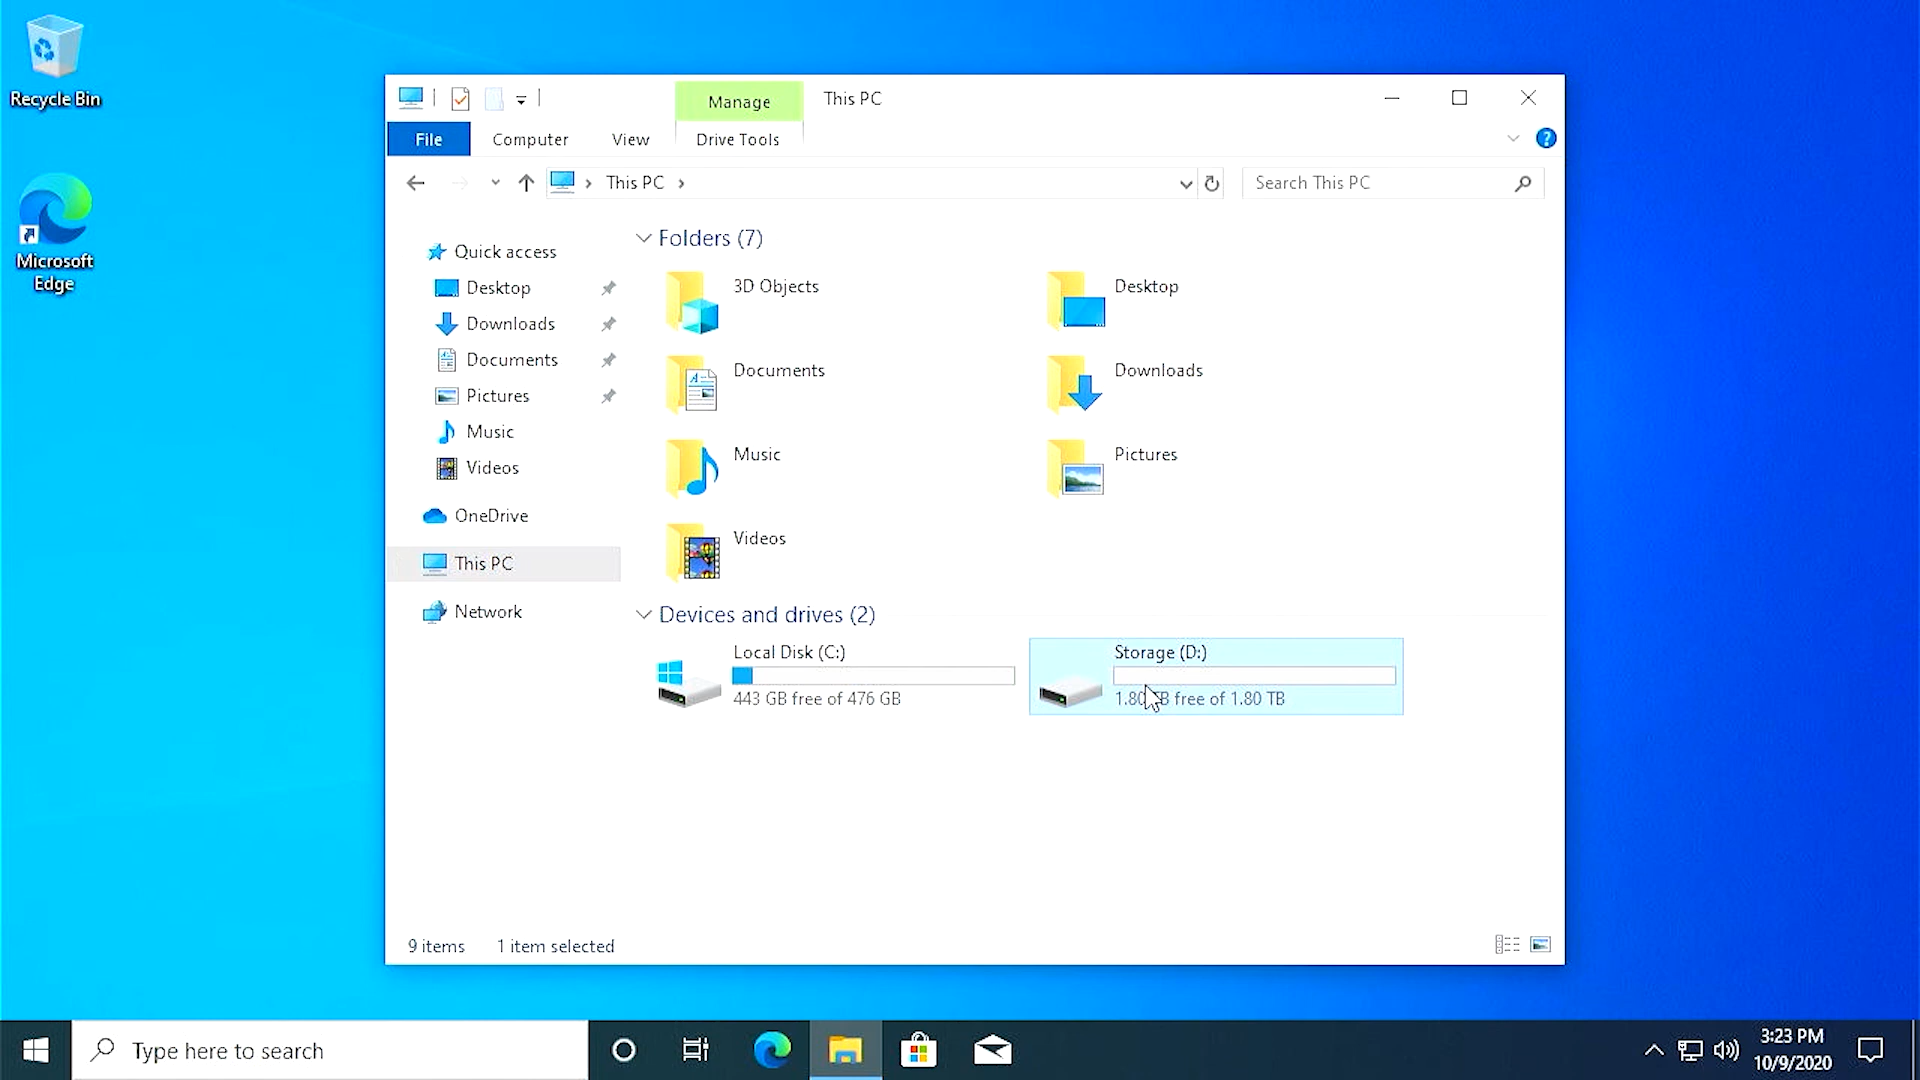 Recycle Bin
Microsoft
Edge
Manage
This PC
File
Computer
View
Drive Tools
This PC
Search This PC
Quick access
Desktop
Downloads
Documents
Pictures
Music
Videos
OneDrive
This PC
Network
Folders (7)
3D Objects
Desktop
Documents
Downloads
Music
Pictures
Videos
Devices and drives (2)
Local Disk (C:)
443 GB free of 476 GB
Storage (D:)
1.80 TB free of 1.80 TB
9 items
1 item selected
Type here to search
3:23 PM
10/9/2020